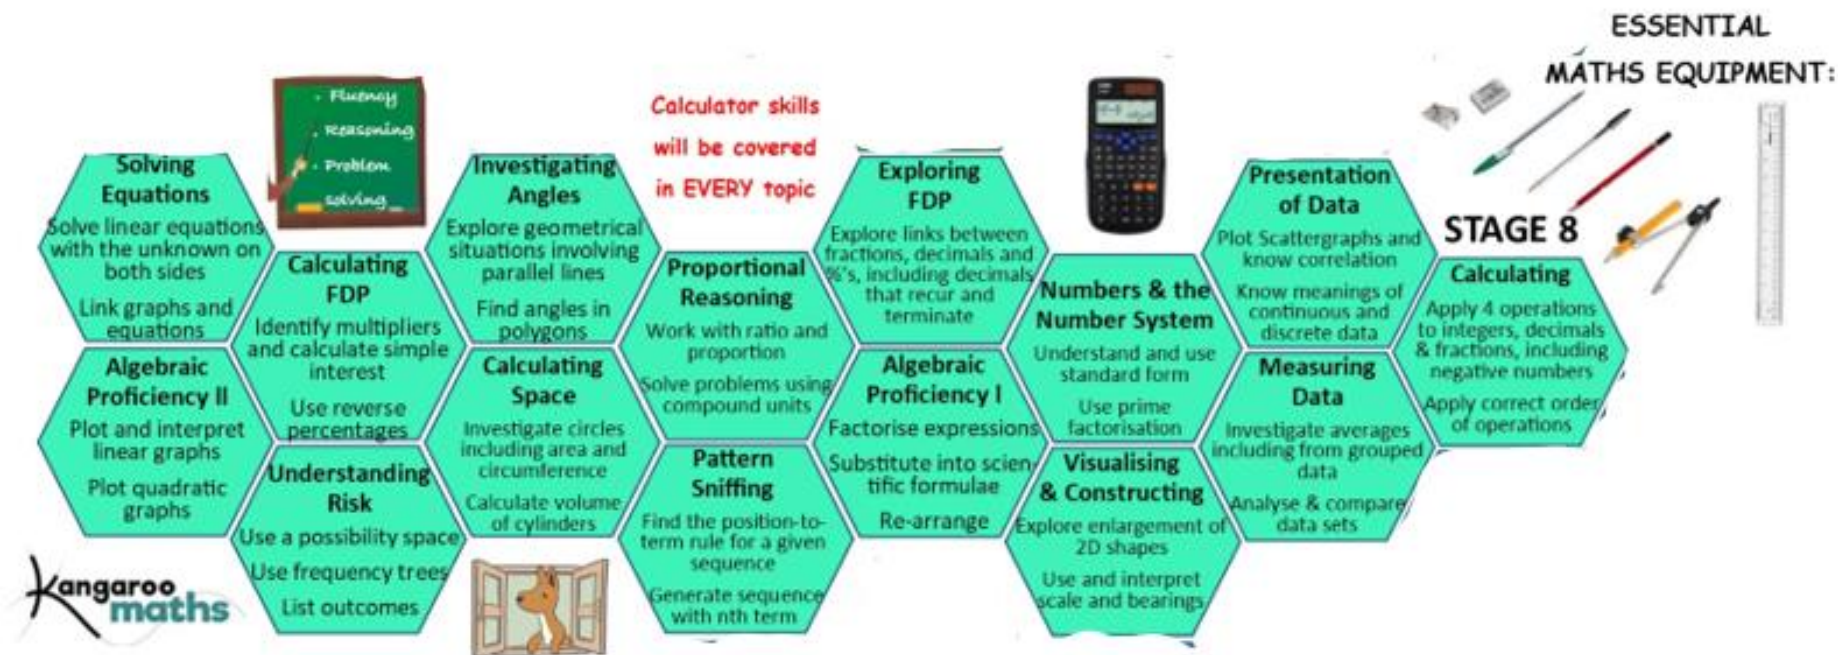 ESSENTIAL
MATHS EQUIPMENT:
Fluency
Reasoning
Problem
solving
Calculator skills
will be covered
in EVERY topic
STAGE 8
Solving
Equations
Solve linear equations
with the unknown on
both sides
Link graphs and
equations
Algebraic
Proficiency II
Plot and interpret
linear graphs
Plot quadratic
graphs
Calculating
FDP
Identify multipliers
and calculate simple
interest
Use reverse
percentages
Understanding
Risk
Use a possibility space
Use frequency trees
List outcomes
Investigating
Angles
Explore geometrical
situations involving
parallel lines
Find angles in
polygons
Calculating
Space
Investigate circles
including area and
circumference
Calculate volume
of cylinders
Proportional
Reasoning
Work with ratio and
proportion
Solve problems using
compound units
Pattern
Sniffing
Find the position-to-
term rule for a given
sequence
Generate sequence
with nth term
Exploring
FDP
Explore links between
fractions, decimals and
%'s, including decimals
that recur and
terminate
Algebraic
Proficiency I
Factorise expressions
Substitute into scien-
tific formulae
Re-arrange
Numbers & the
Number System
Understand and use
standard form
Use prime
factorisation
Visualising
& Constructing
Explore enlargement of
2D shapes
Use and interpret
scale and bearings
Presentation
of Data
Plot Scattergraphs and
know correlation
Know meanings of
continuous and
discrete data
Measuring
Data
Investigate averages
including from grouped
data
Analyse & compare
data sets
Calculating
Apply 4 operations
to integers, decimals
& fractions, including
negative numbers
Apply correct order
of operations
Kangaroo
maths